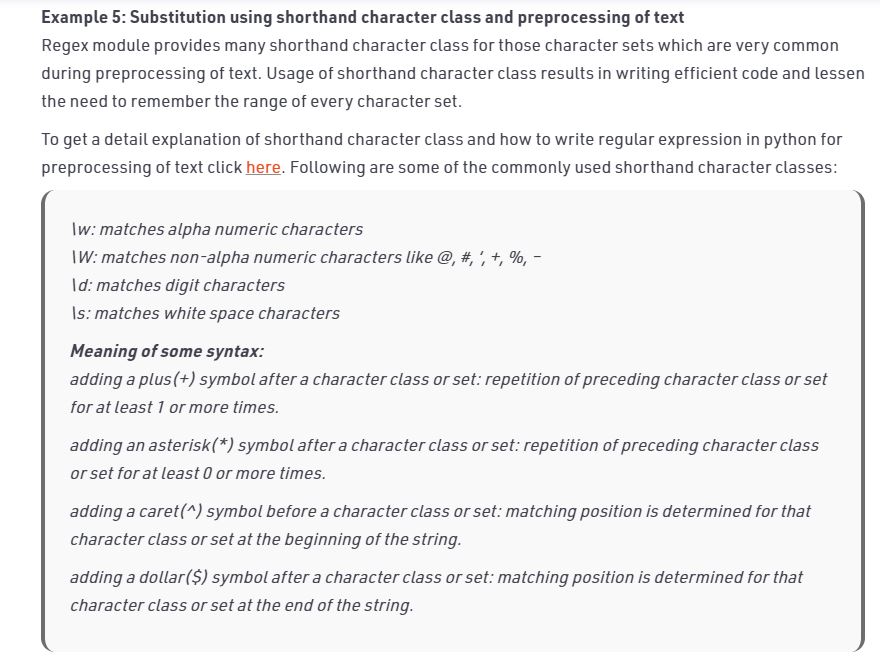 Example 5: Substitution using shorthand character class and preprocessing of text
Regex module provides many shorthand character class for those character sets which are very common
during preprocessing of text. Usage of shorthand character class results in writing efficient code and lessen
the need to remember the range of every character set.
To get a detail explanation of shorthand character class and how to write regular expression in python for
preprocessing of text click here. Following are some of the commonly used shorthand character classes:
\w: matches alpha numeric characters
\W: matches non-alpha numeric characters like @, #, ‘, +, %, –
\d: matches digit characters
\s: matches white space characters
Meaning of some syntax:
adding a plus(+) symbol after a character class or set: repetition of preceding character class or set
for at least 1 or more times.
adding an asterisk(*) symbol after a character class or set: repetition of preceding character class
or set for at least 0 or more times.
adding a caret(^) symbol before a character class or set: matching position is determined for that
character class or set at the beginning of the string.
adding a dollar($) symbol after a character class or set: matching position is determined for that
character class or set at the end of the string.